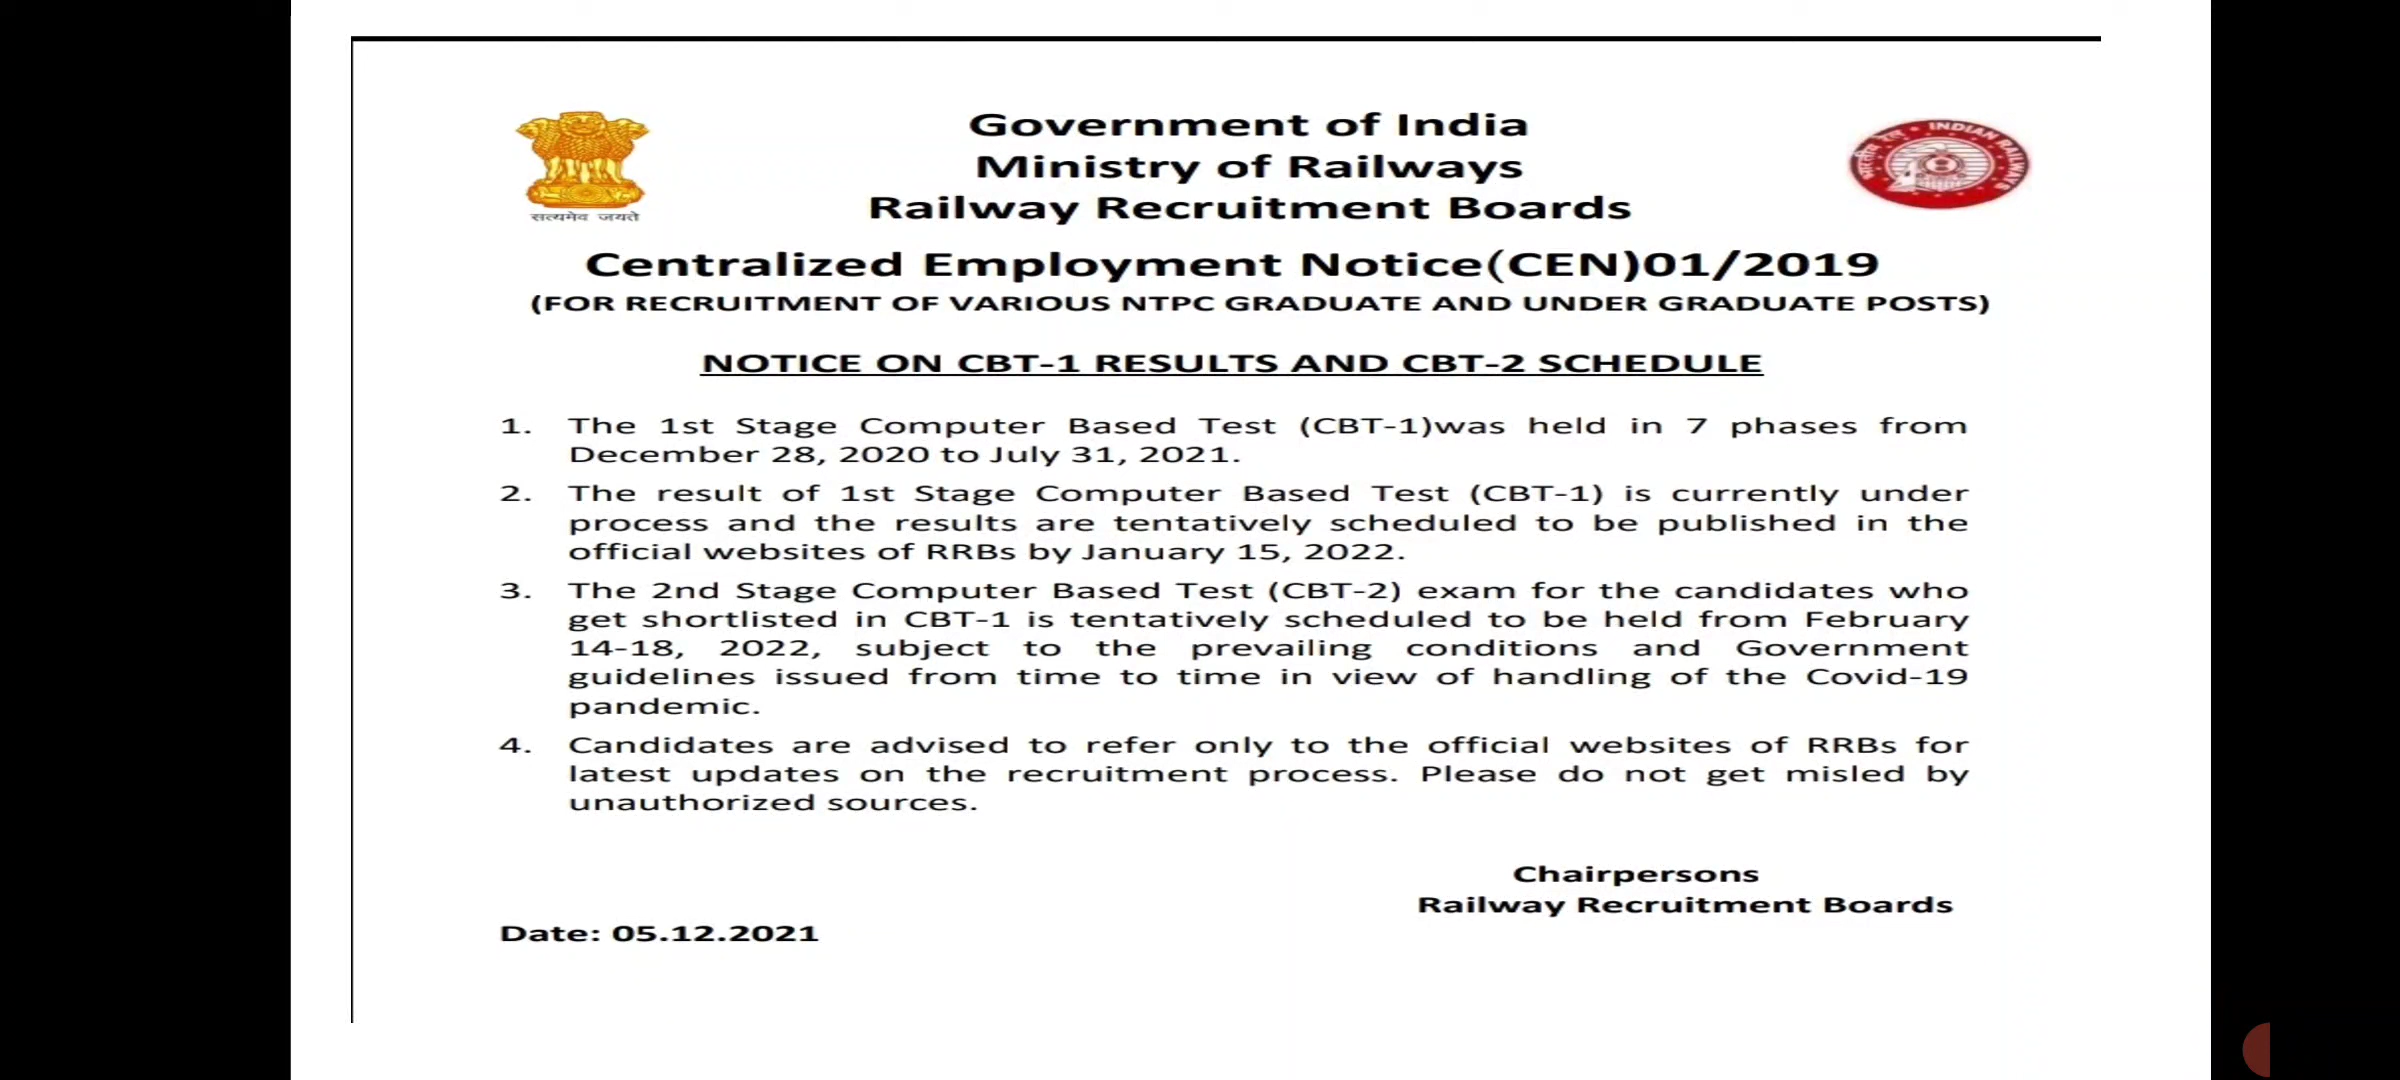 Government of India
Ministry of Railways
Railway Recruitment Boards
सत्यमेव जयते
भारतीय रेल INDIAN RAILWAYS
Centralized Employment Notice(CEN)01/2019
(FOR RECRUITMENT OF VARIOUS NTPC GRADUATE AND UNDER GRADUATE POSTS)
NOTICE ON CBT-1 RESULTS AND CBT-2 SCHEDULE
1. The 1st Stage Computer Based Test (CBT-1)was held in 7 phases from
December 28, 2020 to July 31, 2021.
2. The result of 1st Stage Computer Based Test (CBT-1) is currently under
process and the results are tentatively scheduled to be published in the
official websites of RRBs by January 15, 2022.
3. The 2nd Stage Computer Based Test (CBT-2) exam for the candidates who
get shortlisted in CBT-1 is tentatively scheduled to be held from February
14-18, 2022, subject to the prevailing conditions and Government
guidelines issued from time to time in view of handling of the Covid-19
pandemic.
4. Candidates are advised to refer only to the official websites of RRBs for
latest updates on the recruitment process. Please do not get misled by
unauthorized sources.
Chairpersons
Railway Recruitment Boards
Date: 05.12.2021